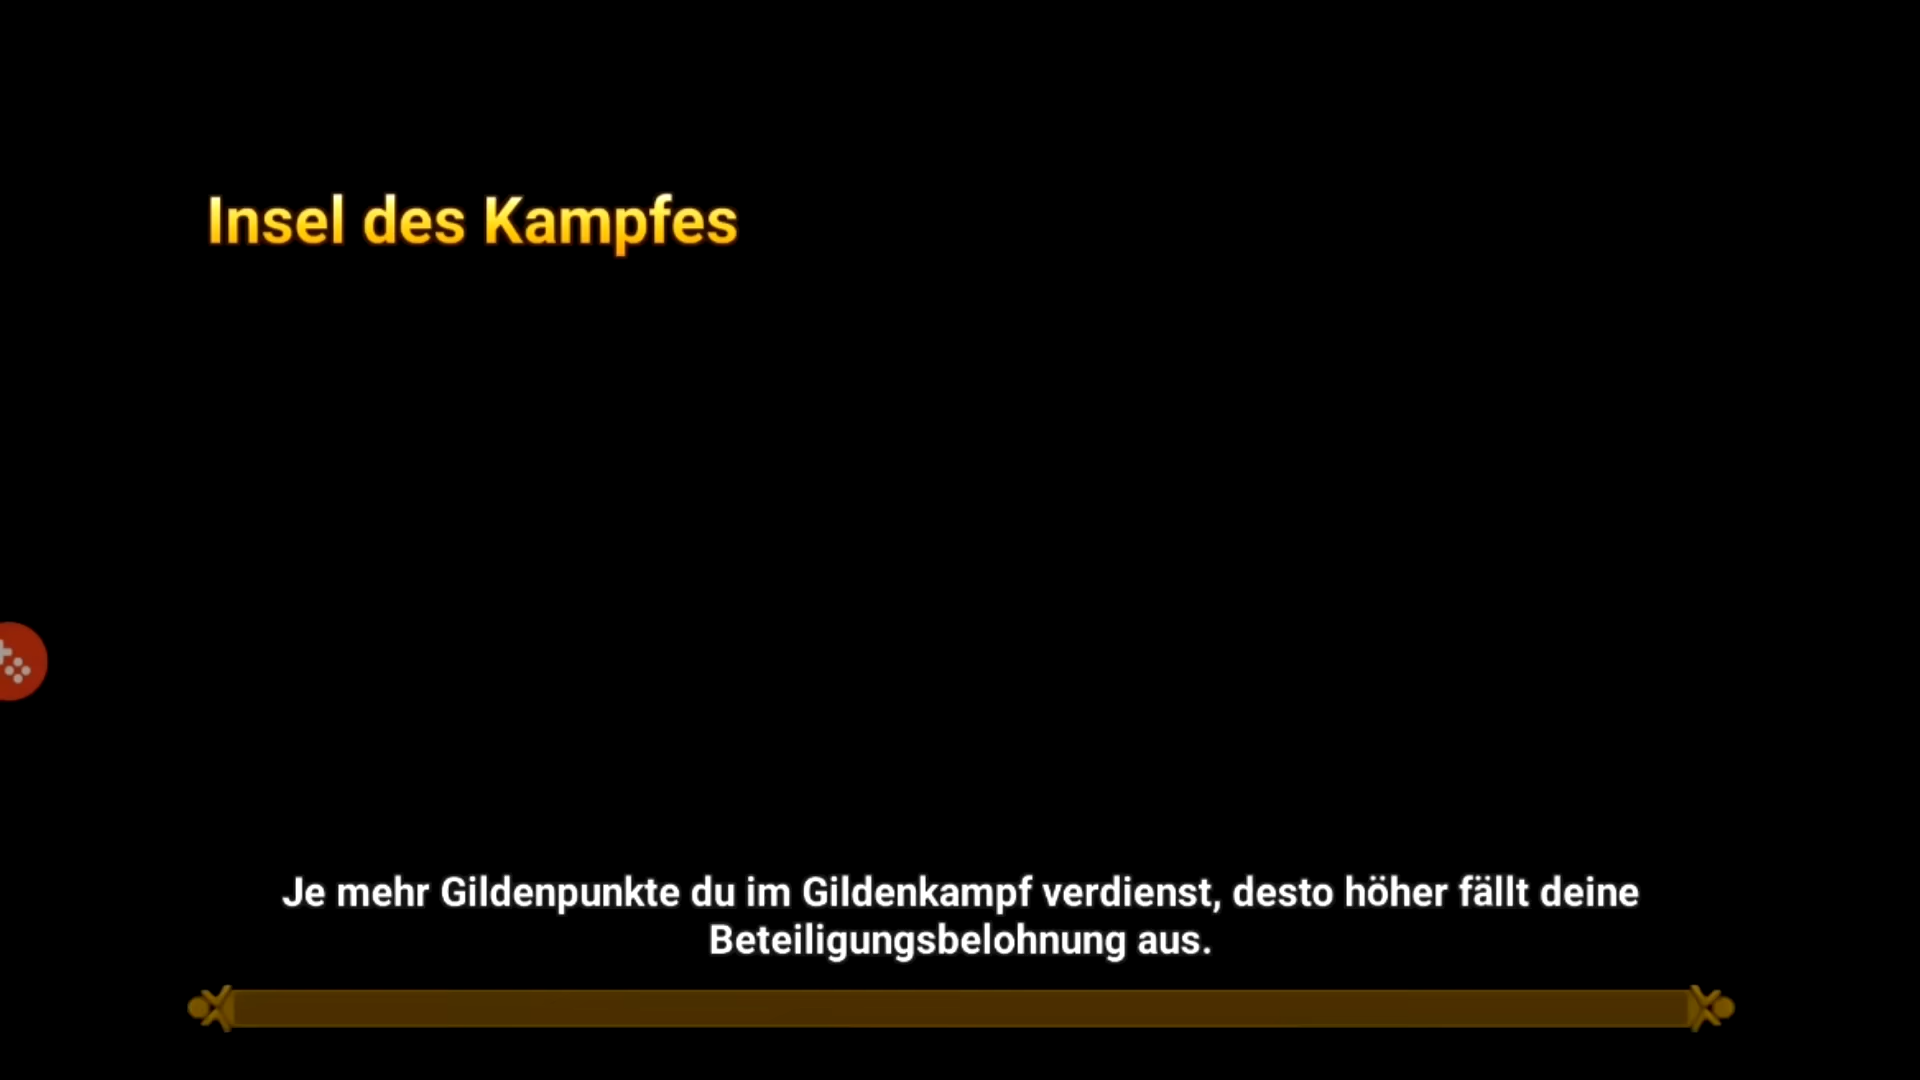 Insel des Kampfes
Je mehr Gildenpunkte du im Gildenkampf verdienst, desto höher fällt deine
Beteiligungsbelohnung aus.